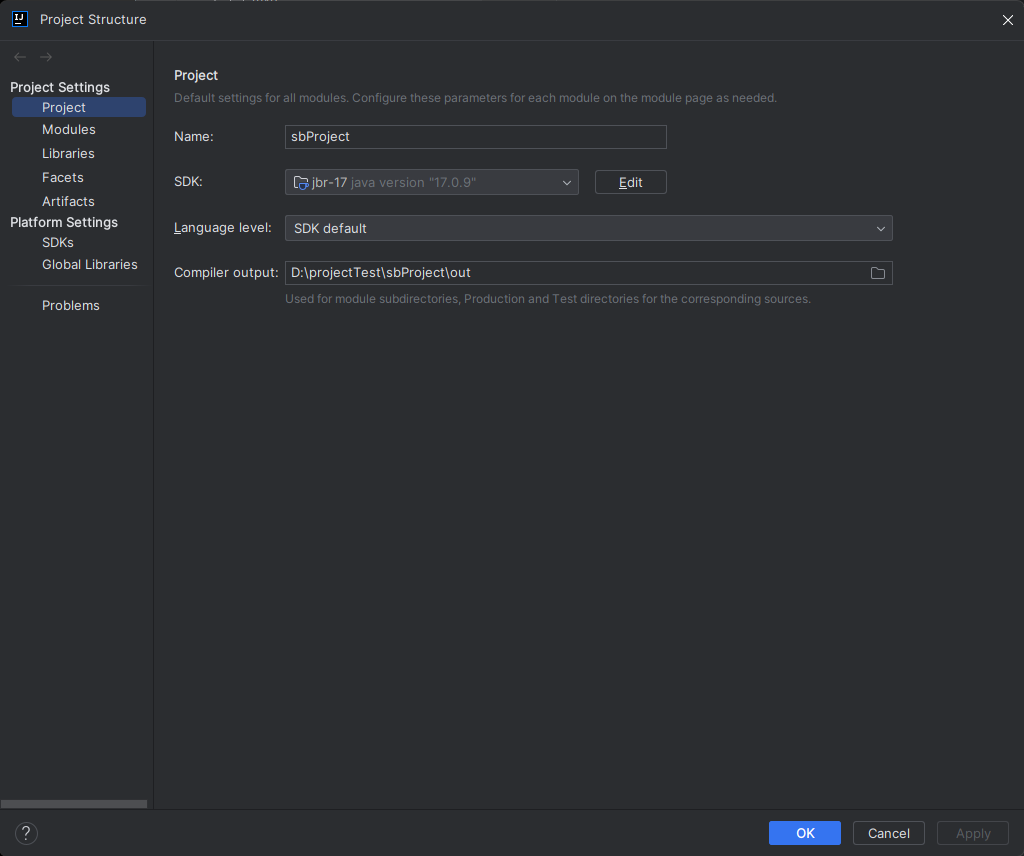 Project Structure
Project Settings
Project
Modules
Libraries
Facets
Artifacts
Platform Settings
SDKs
Global Libraries
Problems
Project
Default settings for all modules. Configure these parameters for each module on the module page as needed.
Name: sbProject
SDK: jbr-17 java version "17.0.9" Edit
Language level: SDK default
Compiler output: D:\projectTest\sbProject\out
Used for module subdirectories, Production and Test directories for the corresponding sources.
? OK Cancel Apply